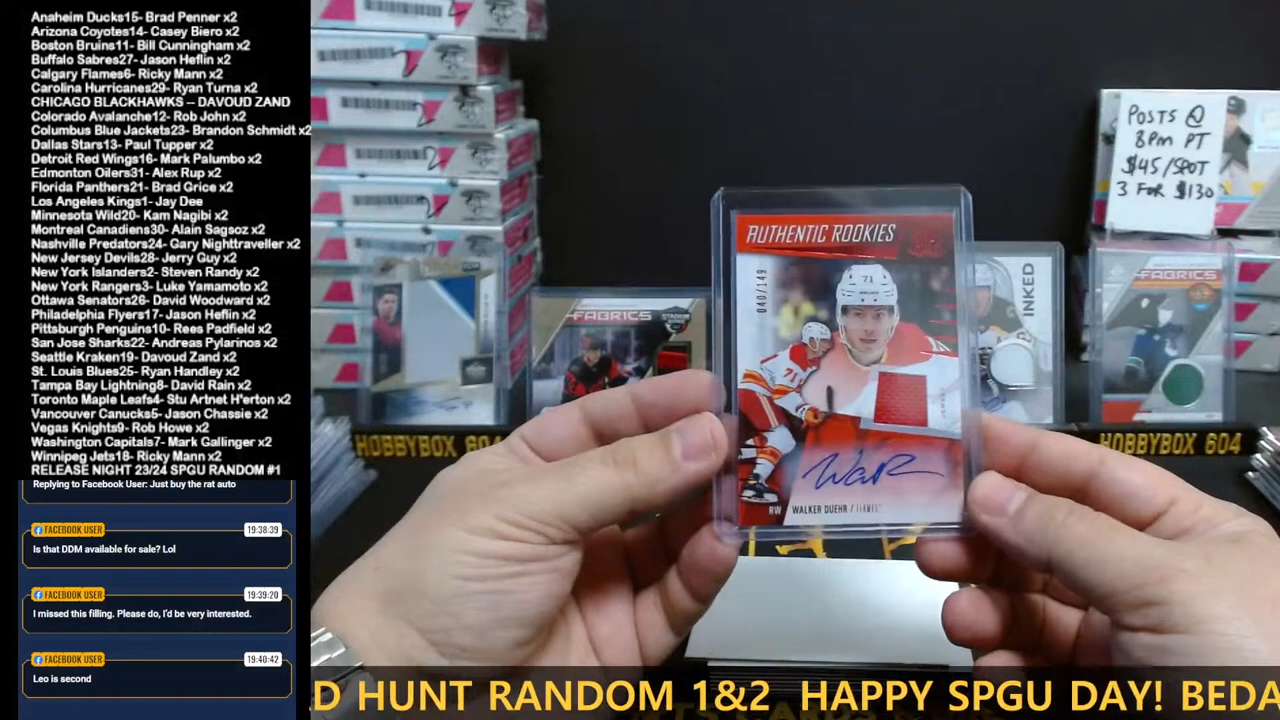 Anaheim Ducks15- Brad Penner x2
Arizona Coyotes14- Casey Biero x2
Boston Bruins11- Bill Cunningham x2
Buffalo Sabres27- Jason Heflin x2
Calgary Flames6- Ricky Mann x2
Carolina Hurricanes29- Ryan Turna x2
CHICAGO BLACKHAWKS -- DAVOUD ZAND
Colorado Avalanche12- Rob John x2
Columbus Blue Jackets23- Brandon Schmidt x2
Dallas Stars13- Paul Tupper x2
Detroit Red Wings16- Mark Palumbo x2
Edmonton Oilers31- Alex Rup x2
Florida Panthers21- Brad Grice x2
Los Angeles Kings1- Jay Dee
Minnesota Wild20- Kam Nagibi x2
Montreal Canadiens30- Alain Sagsoz x2
Nashville Predators24- Gary Nighttraveller x2
New Jersey Devils28- Jerry Guy x2
New York Islanders2- Steven Randy x2
New York Rangers3- Luke Yamamoto x2
Ottawa Senators26- David Woodward x2
Philadelphia Flyers17- Jason Heflin x2
Pittsburgh Penguins10- Rees Padfield x2
San Jose Sharks22- Andreas Pylarinos x2
Seattle Kraken19- Davoud Zand x2
St. Louis Blues25- Ryan Handley x2
Tampa Bay Lightning8- David Rain x2
Toronto Maple Leafs4- Stu Artnet H'erton x2
Vancouver Canucks5- Jason Chassie x2
Vegas Knights9- Rob Howe x2
Washington Capitals7- Mark Gallinger x2
Winnipeg Jets18- Ricky Mann x2
RELEASE NIGHT 23/24 SPGU RANDOM #1
Replying to Facebook User: Just buy the rat auto
FACEBOOK USER 19:38:39
Is that DDM available for sale? Lol
FACEBOOK USER 19:39:20
I missed this filling. Please do, I'd be very interested.
FACEBOOK USER 19:40:42
Leo is second
POSTS @
8PM PT
$45/SPOT
3 FOR $130
AUTHENTIC ROOKIES
040/149
71
71
JERSEY
WaR
RW WALKER DUEHR / FLAMES
FABRICS
STADIUM
INKED
FABRICS
HOBBYBOX 604
HOBBYBOX 604
D HUNT RANDOM 1&2 HAPPY SPGU DAY! BEDA